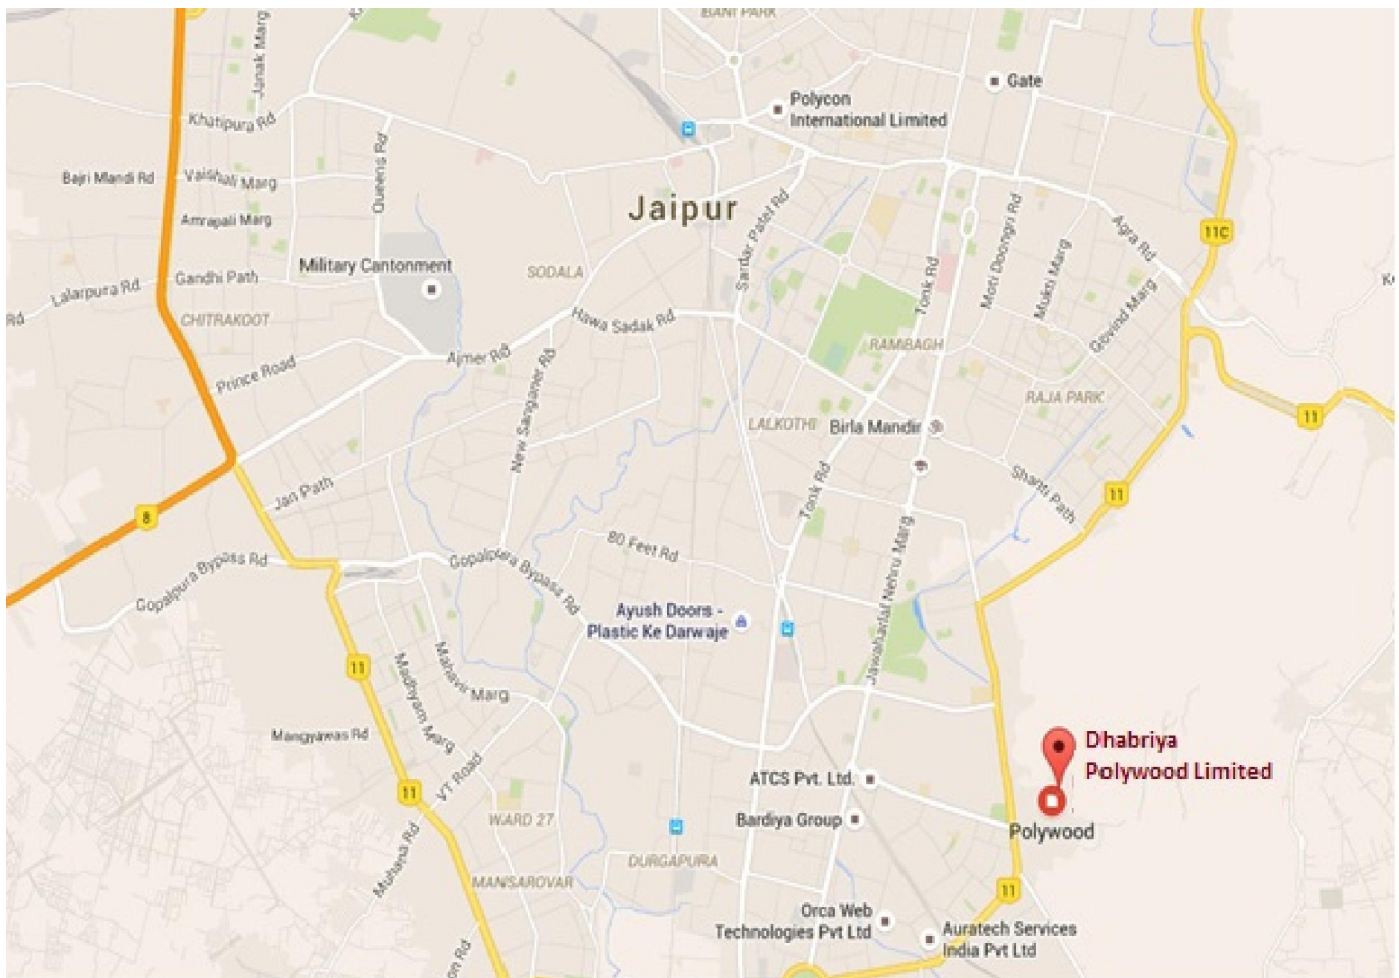 BANI PARK
Janak Marg
Gate
Polycon
International Limited
Khatipura Rd
Queens Rd
Bajri Mandi Rd
Vaishali Marg
Jaipur
Sardar Patel Rd
Moti Doongri Rd
Agra Rd
11C
Amrapali Marg
Military Cantonment
SODALA
Tonk Rd
Mukti Marg
Gandhi Path
Lalarpura Rd
Rd
CHITRAKOOT
Hawa Sadak Rd
Govind Marg
RAMBAGH
Ajmer Rd
Prince Road
New Sanganer Rd
RAJA PARK
11
LALKOTHI
Birla Mandir
Jan Path
Tonk Rd
Shanti Path
11
8
80 Feet Rd
Jawaharlal Nehru Marg
Gopalpura Bypass Rd
Gopalpura Bypass Rd
Ayush Doors -
Plastic Ke Darwaje
11
Mahavir Marg
Madhyam Marg
Mangyawas Rd
Dhabriya
Polywood Limited
VT Road
ATCS Pvt. Ltd.
11
WARD 27
Bardiya Group
Polywood
Muhana Rd
DURGAPURA
MANSAROVAR
11
Orca Web
Technologies Pvt Ltd
Auratech Services
India Pvt Ltd
on Rd